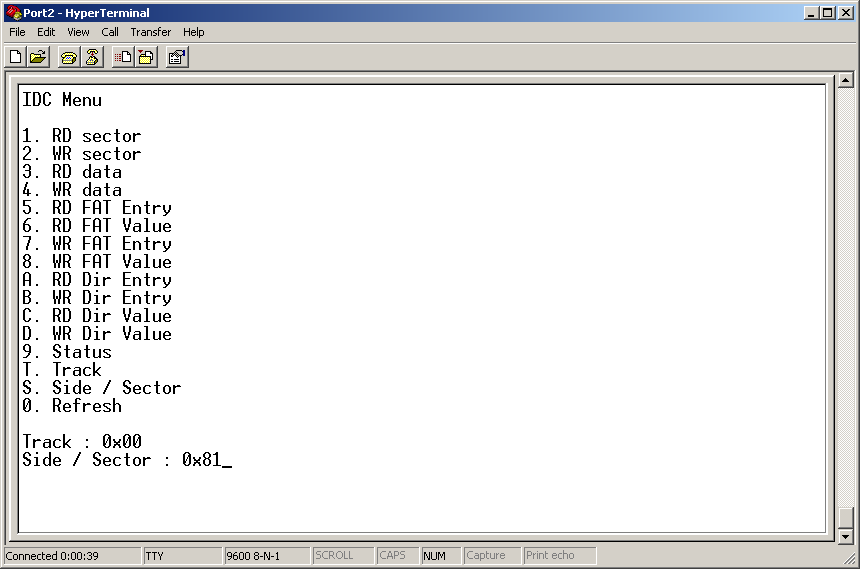 Port2 - HyperTerminal
File Edit View Call Transfer Help
IDC Menu
1. RD sector
2. WR sector
3. RD data
4. WR data
5. RD FAT Entry
6. RD FAT Value
7. WR FAT Entry
8. WR FAT Value
A. RD Dir Entry
B. WR Dir Entry
C. RD Dir Value
D. WR Dir Value
9. Status
T. Track
S. Side / Sector
0. Refresh
Track : 0x00
Side / Sector : 0x81_
Connected 0:00:39 TTY 9600 8-N-1 SCROLL CAPS NUM Capture Print echo